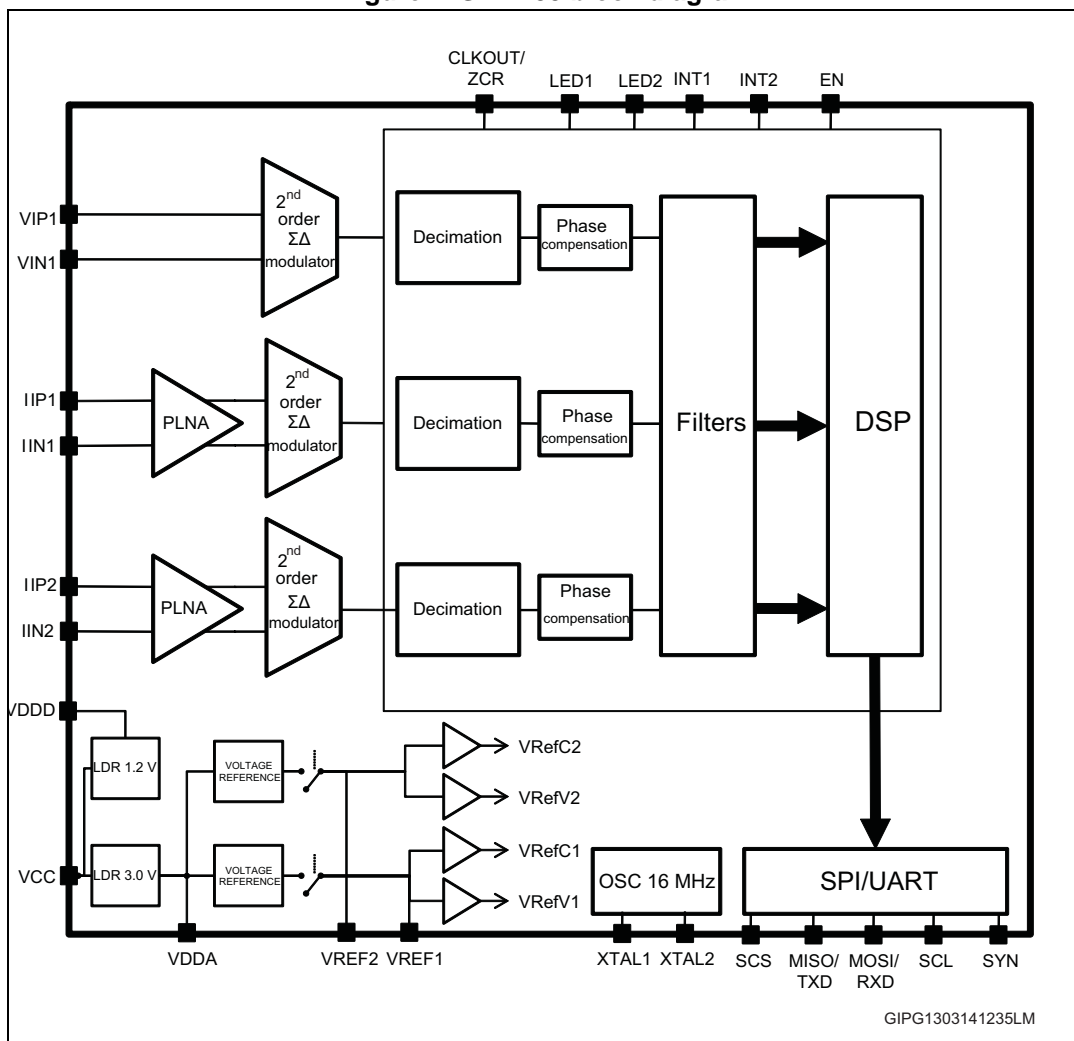 CLKOUT/
ZCR
LED1
LED2
INT1
INT2
EN
VIP1
VIN1
2nd
order
ΣΔ
modulator
Decimation
Phase
compensation
IIP1
IIN1
PLNA
2nd
order
ΣΔ
modulator
Decimation
Phase
compensation
Filters
DSP
IIP2
IIN2
PLNA
2nd
order
ΣΔ
modulator
Decimation
Phase
compensation
VDDD
LDR 1.2 V
VOLTAGE
REFERENCE
VRefC2
VRefV2
VCC
LDR 3.0 V
VOLTAGE
REFERENCE
VRefC1
VRefV1
OSC 16 MHz
SPI/UART
VDDA
VREF2
VREF1
XTAL1
XTAL2
SCS
MISO/
TXD
MOSI/
RXD
SCL
SYN
GIPG1303141235LM